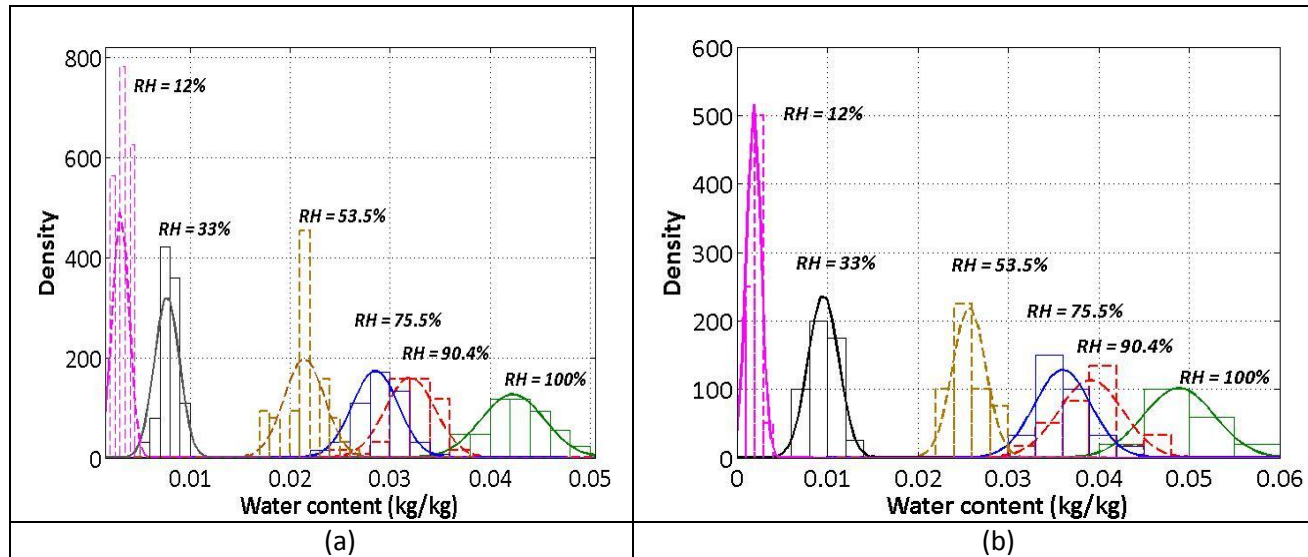 800
600
400
200
0
Density
RH = 12%
RH = 33%
RH = 53.5%
RH = 75.5%
RH = 90.4%
RH = 100%
0.01 0.02 0.03 0.04 0.05
Water content (kg/kg)
(a)
600
500
400
300
200
100
0
Density
RH = 12%
RH = 33%
RH = 53.5%
RH = 75.5%
RH = 90.4%
RH = 100%
0 0.01 0.02 0.03 0.04 0.05 0.06
Water content (kg/kg)
(b)